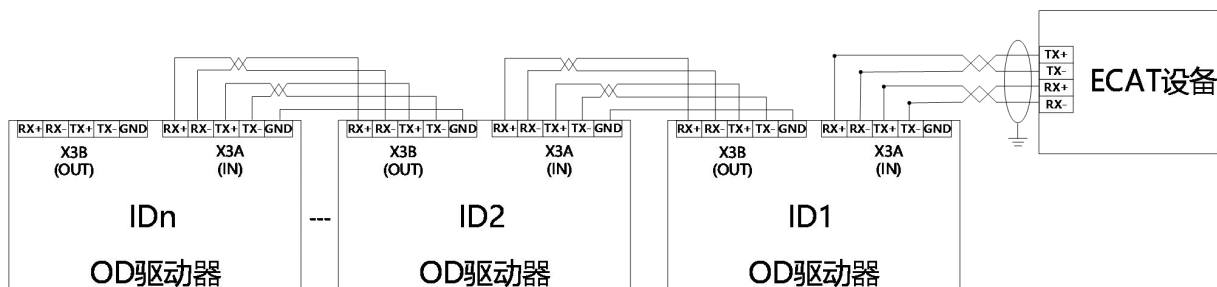 TX+
TX-
RX+
RX-
ECAT设备
RX+ RX- TX+ TX- GND RX+ RX- TX+ TX- GND RX+ RX- TX+ TX- GND RX+ RX- TX+ TX- GND RX+ RX- TX+ TX- GND RX+ RX- TX+ TX- GND
X3B X3A X3B X3A X3B X3A
(OUT) (IN) (OUT) (IN) (OUT) (IN)
IDn --- ID2 ID1
OD驱动器 OD驱动器 OD驱动器